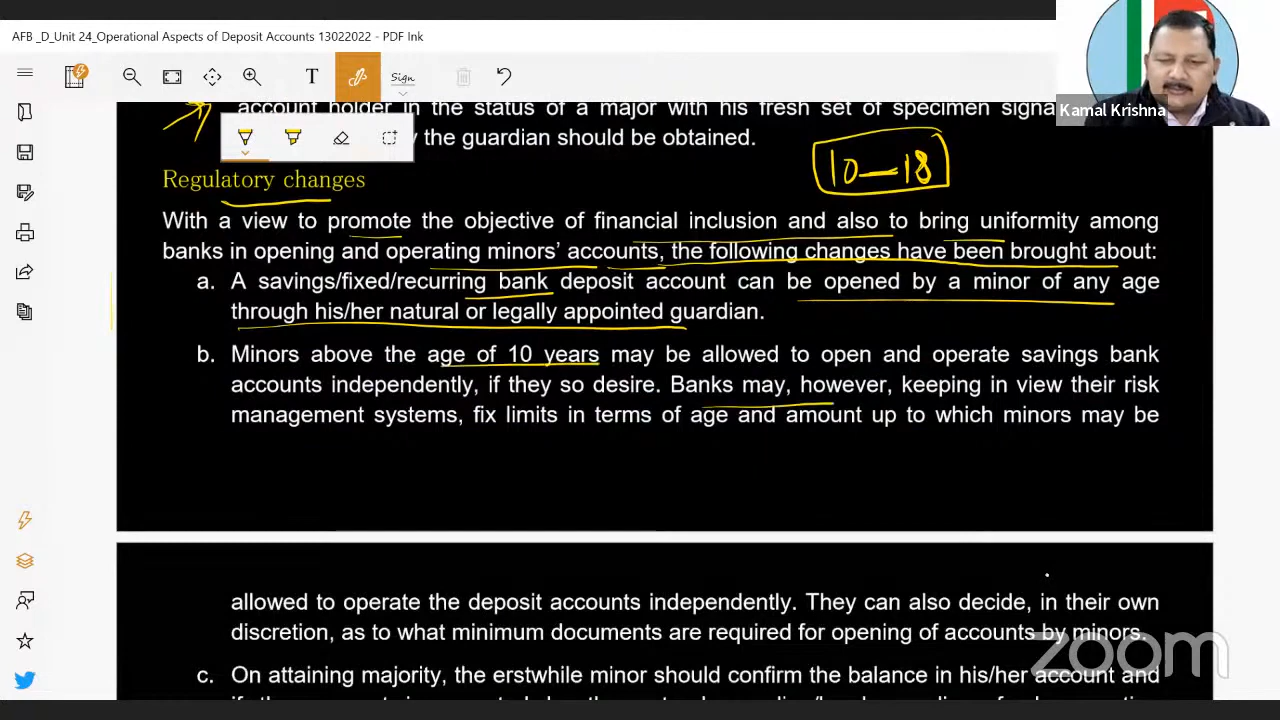 AFB _D_Unit 24_Operational Aspects of Deposit Accounts 13022022 - PDF Ink
T
Sign
Kamal Krishna
account holder in the status of a major with his fresh set of specimen
the guardian should be obtained.
10—18
Regulatory changes
With a view to promote the objective of financial inclusion and also to bring uniformity among
banks in opening and operating minors' accounts, the following changes have been brought about:
a. A savings/fixed/recurring bank deposit account can be opened by a minor of any age
through his/her natural or legally appointed guardian.
b. Minors above the age of 10 years may be allowed to open and operate savings bank
accounts independently, if they so desire. Banks may, however, keeping in view their risk
management systems, fix limits in terms of age and amount up to which minors may be
allowed to operate the deposit accounts independently. They can also decide, in their own
discretion, as to what minimum documents are required for opening of accounts by minors.
zoom
c. On attaining majority, the erstwhile minor should confirm the balance in his/her account and